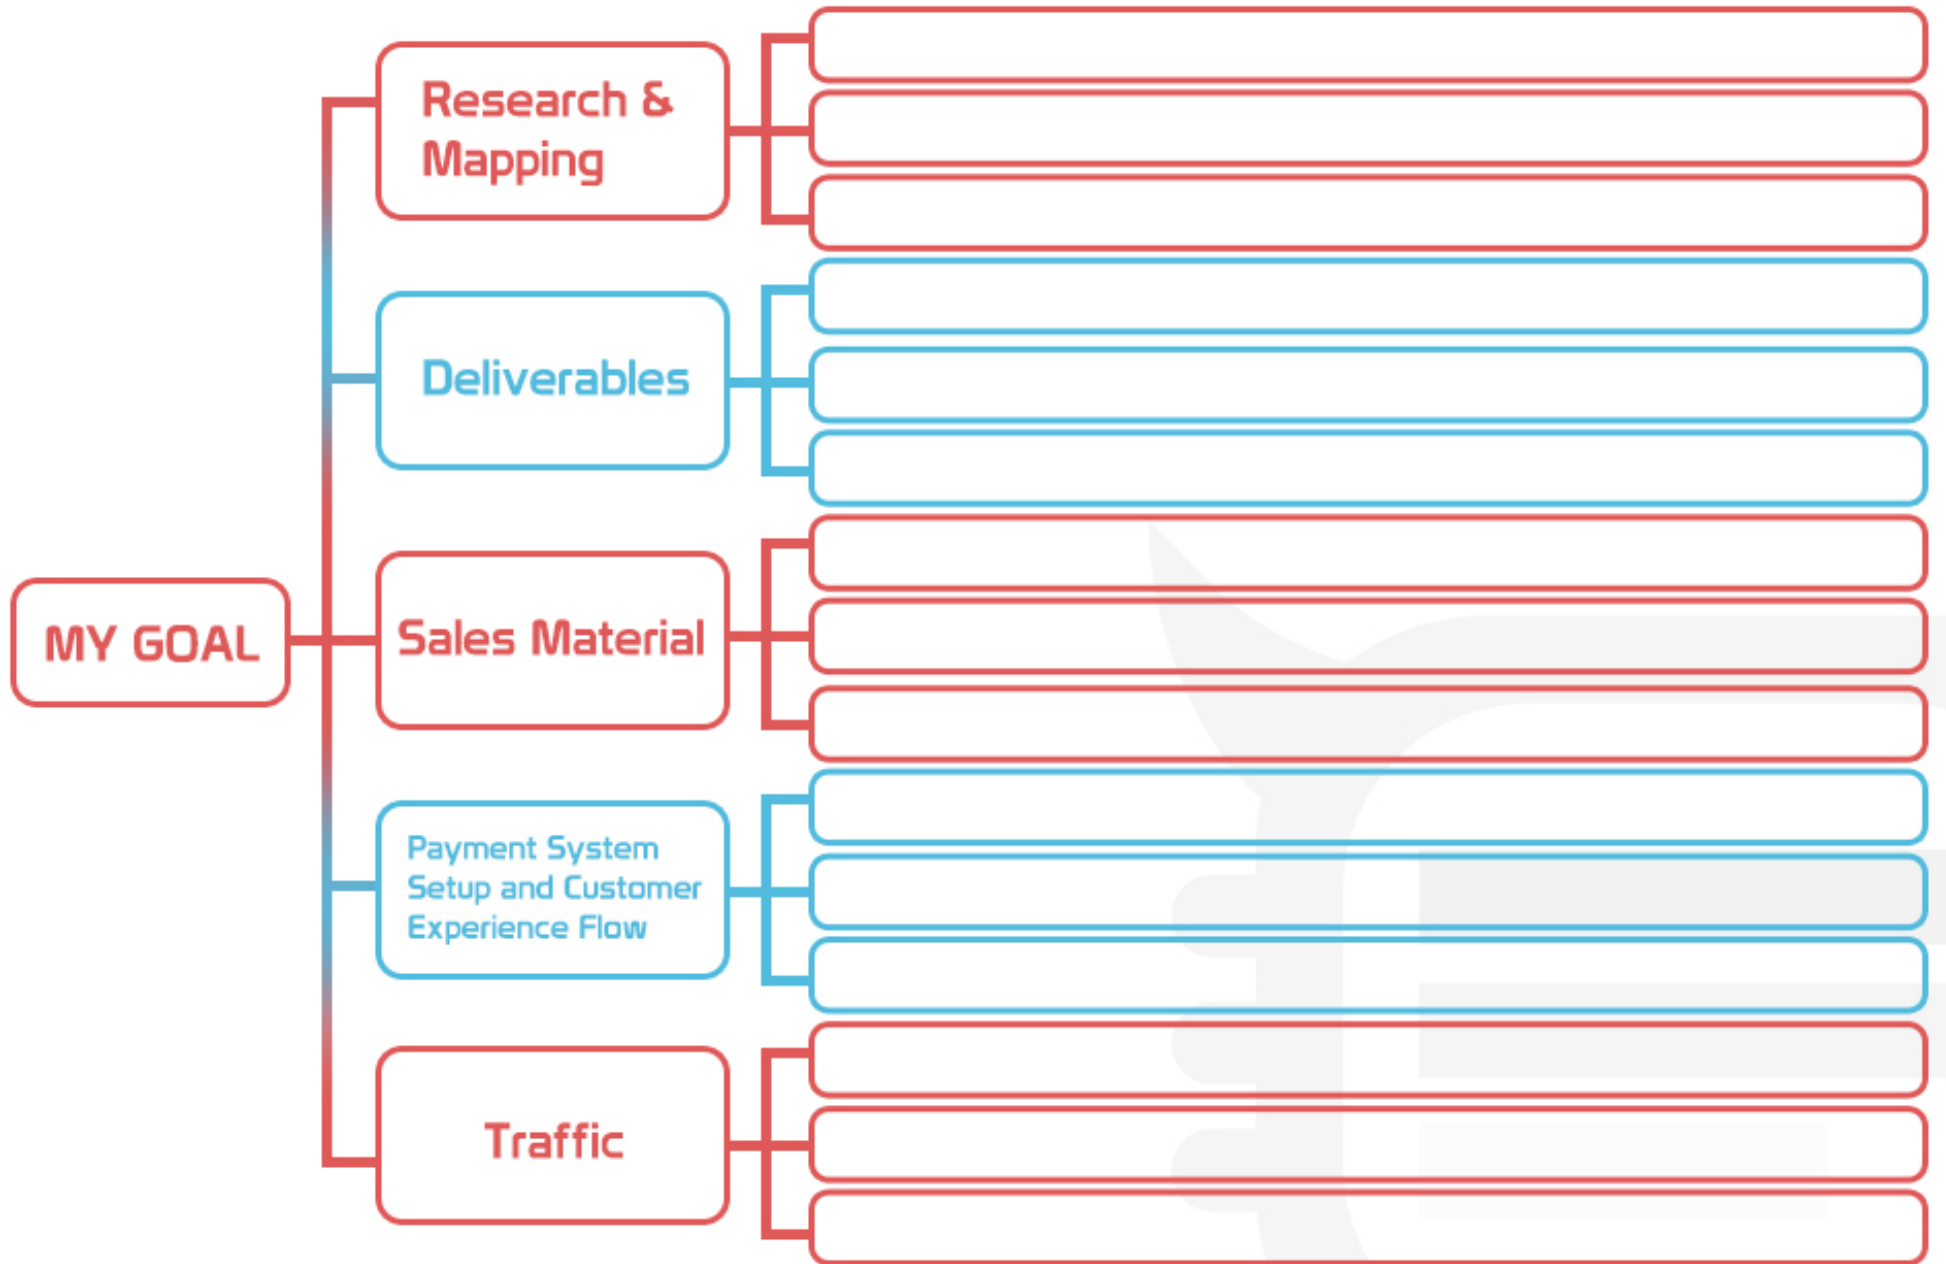 Research &
Mapping
Deliverables
MY GOAL
Sales Material
Payment System
Setup and Customer
Experience Flow
Traffic